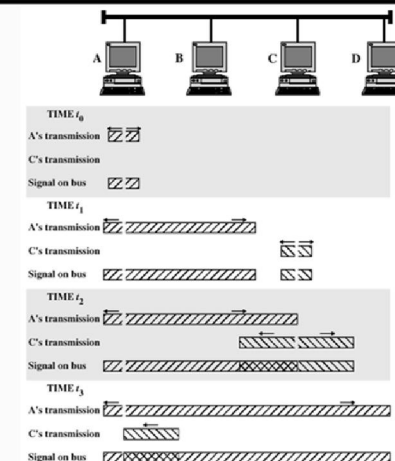 A B C D
TIME t0
A's transmission
C's transmission
Signal on bus
TIME t1
A's transmission
C's transmission
Signal on bus
TIME t2
A's transmission
C's transmission
Signal on bus
TIME t3
A's transmission
C's transmission
Signal on bus